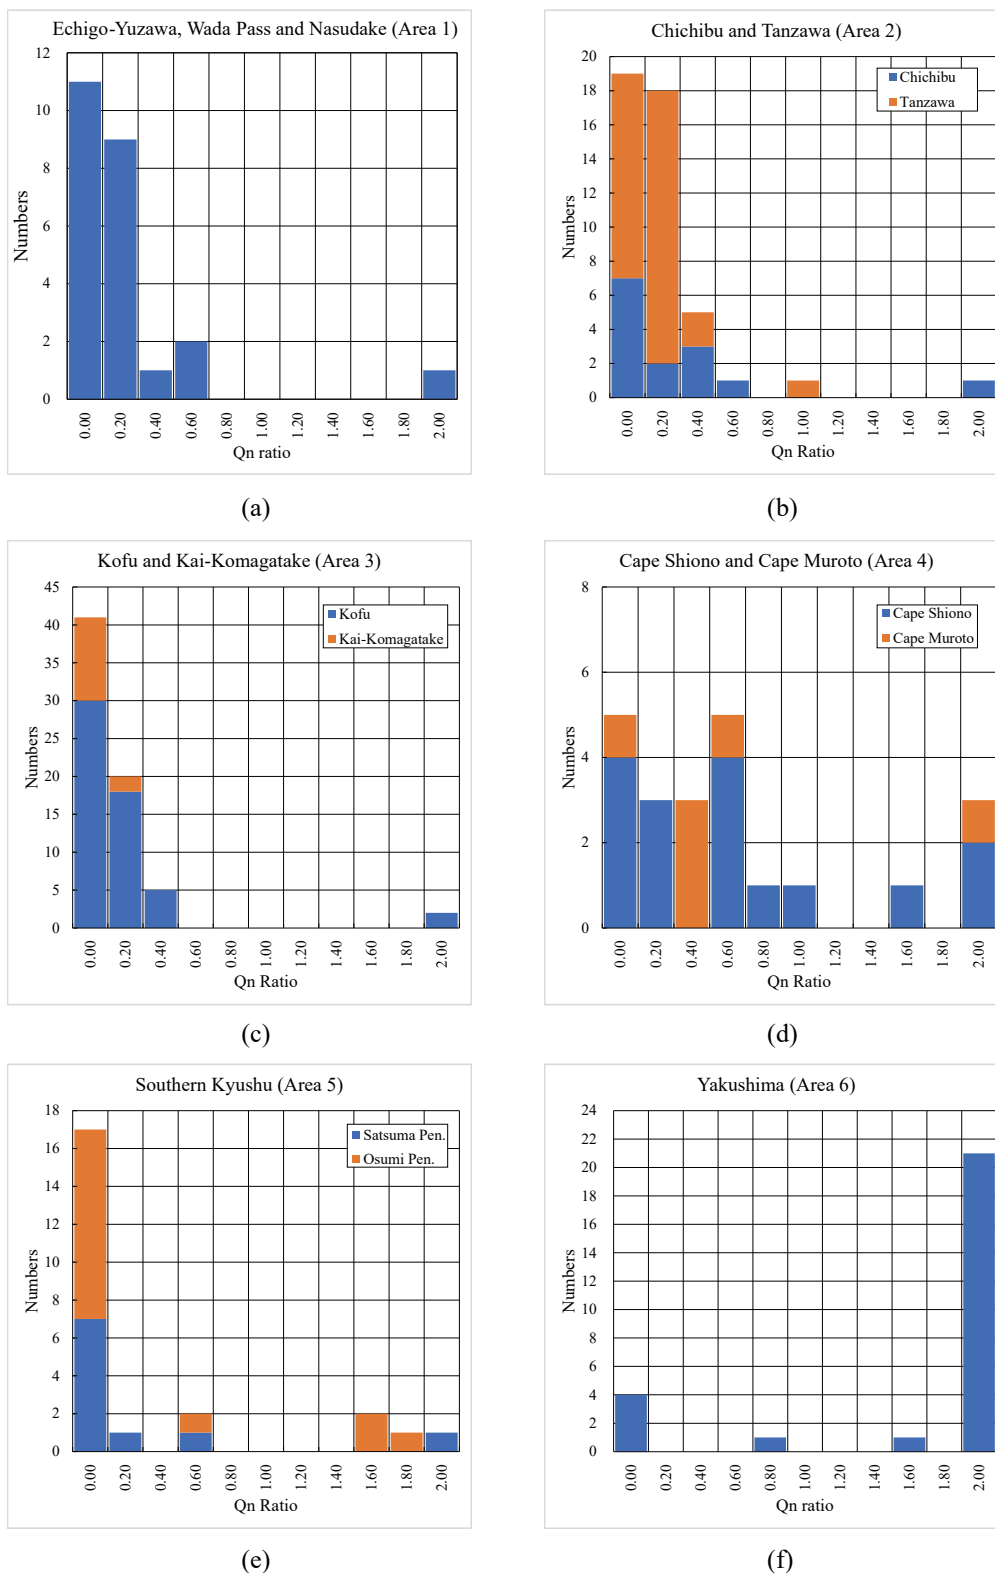 Echigo-Yuzawa, Wada Pass and Nasudake (Area 1)
12
10
8
6
4
2
0
Numbers
0.00 0.20 0.40 0.60 0.80 1.00 1.20 1.40 1.60 1.80 2.00
Qn ratio
(a)
Chichibu and Tanzawa (Area 2)
20
18
16
14
12
10
8
6
4
2
0
Numbers
Chichibu
Tanzawa
0.00 0.20 0.40 0.60 0.80 1.00 1.20 1.40 1.60 1.80 2.00
Qn Ratio
(b)
Kofu and Kai-Komagatake (Area 3)
45
40
35
30
25
20
15
10
5
0
Numbers
Kofu
Kai-Komagatake
0.00 0.20 0.40 0.60 0.80 1.00 1.20 1.40 1.60 1.80 2.00
Qn Ratio
(c)
Cape Shiono and Cape Muroto (Area 4)
8
6
4
2
0
Numbers
Cape Shiono
Cape Muroto
0.00 0.20 0.40 0.60 0.80 1.00 1.20 1.40 1.60 1.80 2.00
Qn Ratio
(d)
Southern Kyushu (Area 5)
18
16
14
12
10
8
6
4
2
0
Numbers
Satsuma Pen.
Osumi Pen.
0.00 0.20 0.40 0.60 0.80 1.00 1.20 1.40 1.60 1.80 2.00
Qn Ratio
(e)
Yakushima (Area 6)
24
22
20
18
16
14
12
10
8
6
4
2
0
Numbers
0.00 0.20 0.40 0.60 0.80 1.00 1.20 1.40 1.60 1.80 2.00
Qn ratio
(f)